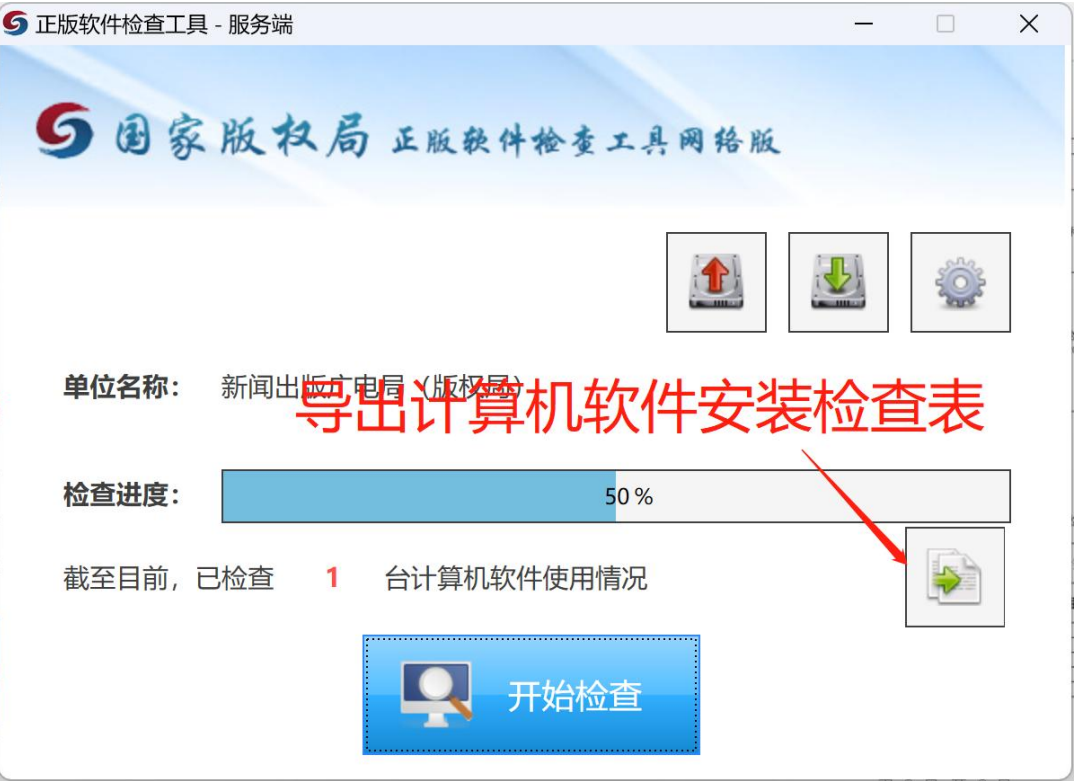 正版软件检查工具 - 服务端
国家版权局 正版软件检查工具网络版
单位名称: 新闻出版广电局（版权局）
导出计算机软件安装检查表
检查进度: 50 %
截至目前，已检查 1 台计算机软件使用情况
开始检查